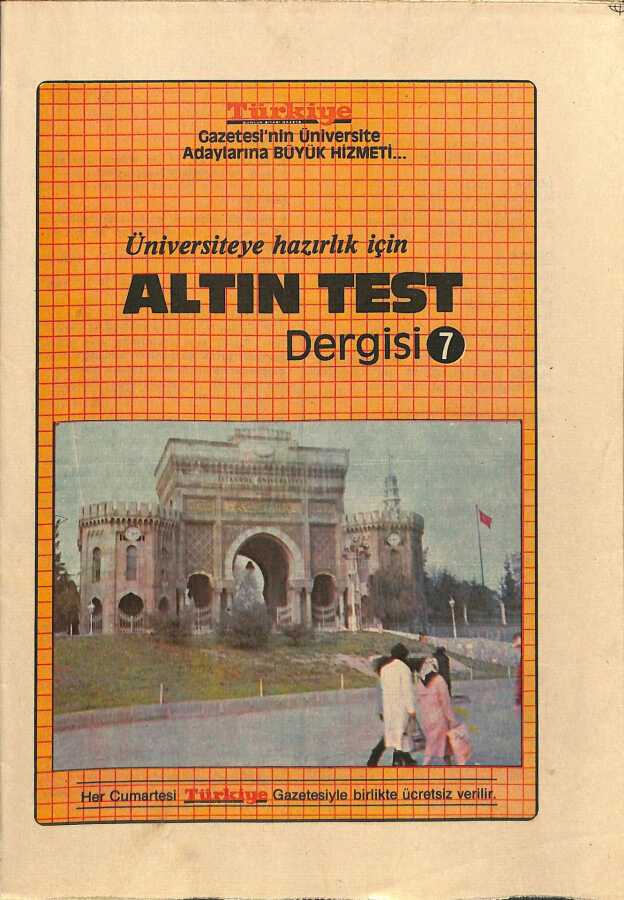 Türkiye
Gazetesi'nin Üniversite
Adaylarına BÜYÜK HİZMETİ...
Üniversiteye hazırlık için
ALTIN TEST
Dergisi 7
Her Cumartesi Türkiye Gazetesiyle birlikte ücretsiz verilir.